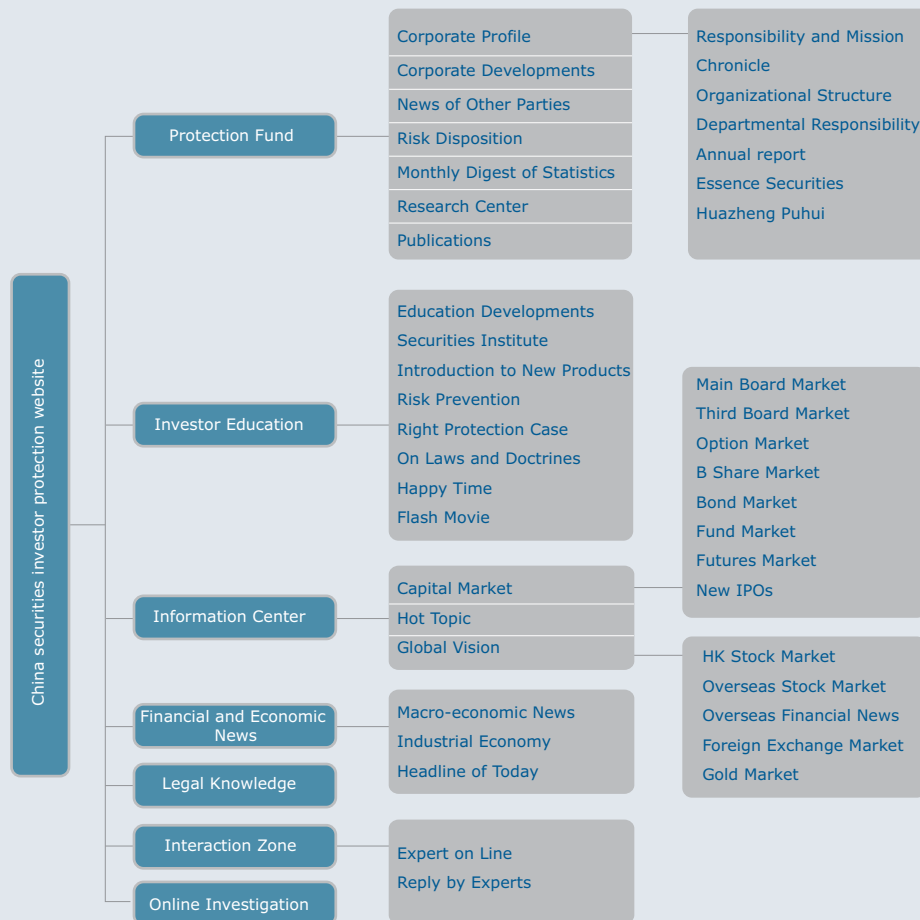 China securities investor protection website
Protection Fund
Corporate Profile
Corporate Developments
News of Other Parties
Risk Disposition
Monthly Digest of Statistics
Research Center
Publications
Responsibility and Mission
Chronicle
Organizational Structure
Departmental Responsibility
Annual report
Essence Securities
Huazheng Puhui
Investor Education
Education Developments
Securities Institute
Introduction to New Products
Risk Prevention
Right Protection Case
On Laws and Doctrines
Happy Time
Flash Movie
Information Center
Capital Market
Hot Topic
Global Vision
Main Board Market
Third Board Market
Option Market
B Share Market
Bond Market
Fund Market
Futures Market
New IPOs
HK Stock Market
Overseas Stock Market
Overseas Financial News
Foreign Exchange Market
Gold Market
Financial and Economic
News
Macro-economic News
Industrial Economy
Headline of Today
Legal Knowledge
Interaction Zone
Expert on Line
Reply by Experts
Online Investigation